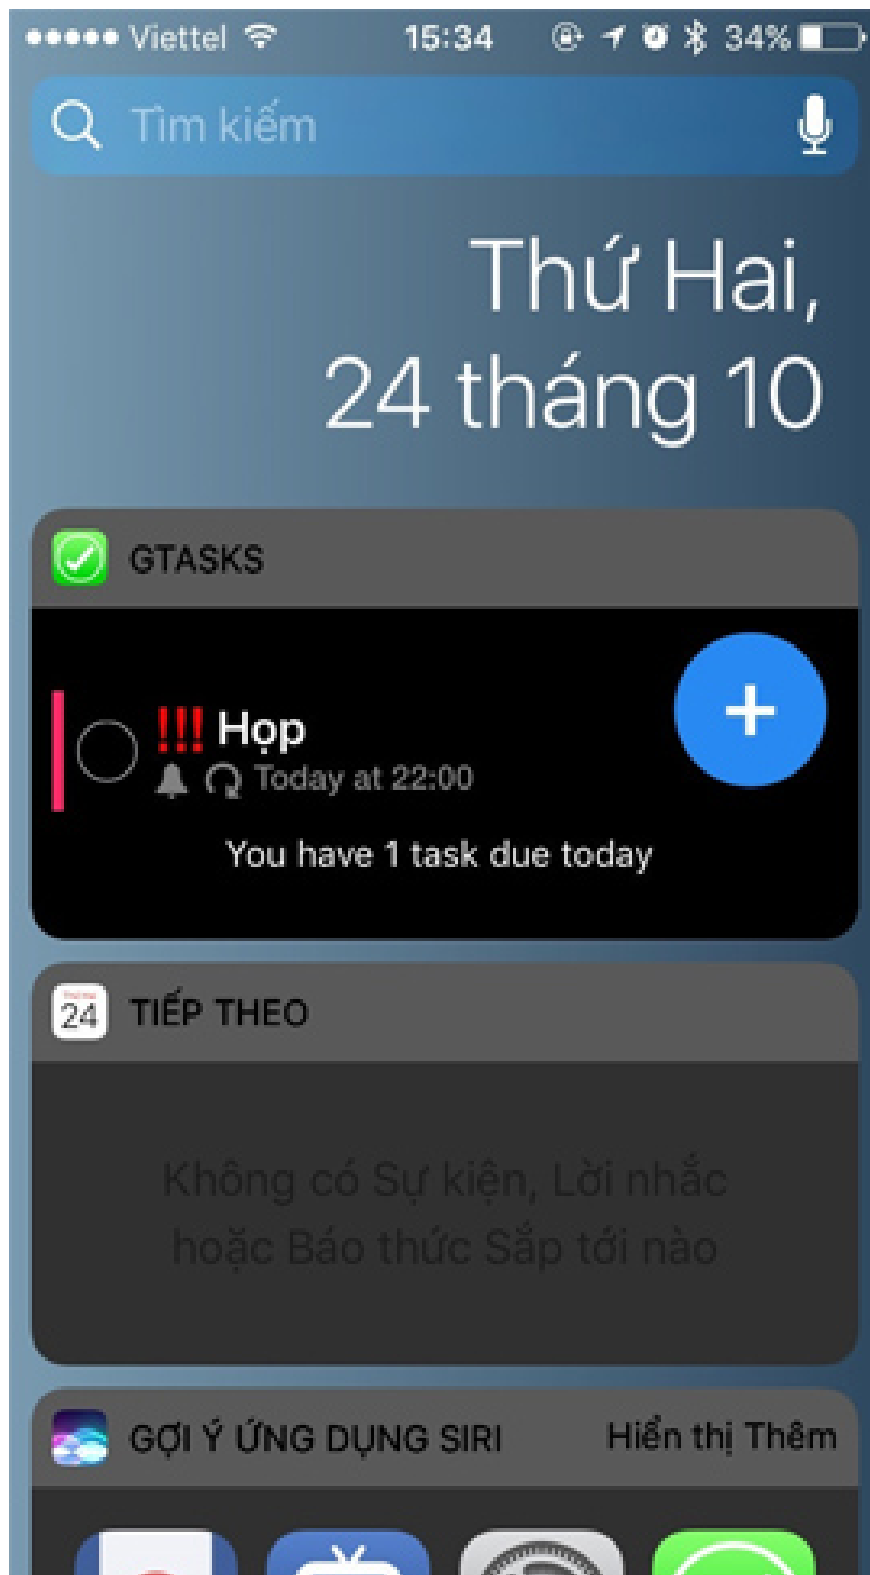 Viettel 15:34 34%
Tìm kiếm
Thứ Hai,
24 tháng 10
GTASKS
!!! Họp
Today at 22:00
You have 1 task due today
24 TIẾP THEO
Không có Sự kiện, Lời nhắc
hoặc Báo thức Sắp tới nào
GỢI Ý ỨNG DỤNG SIRI Hiển thị Thêm